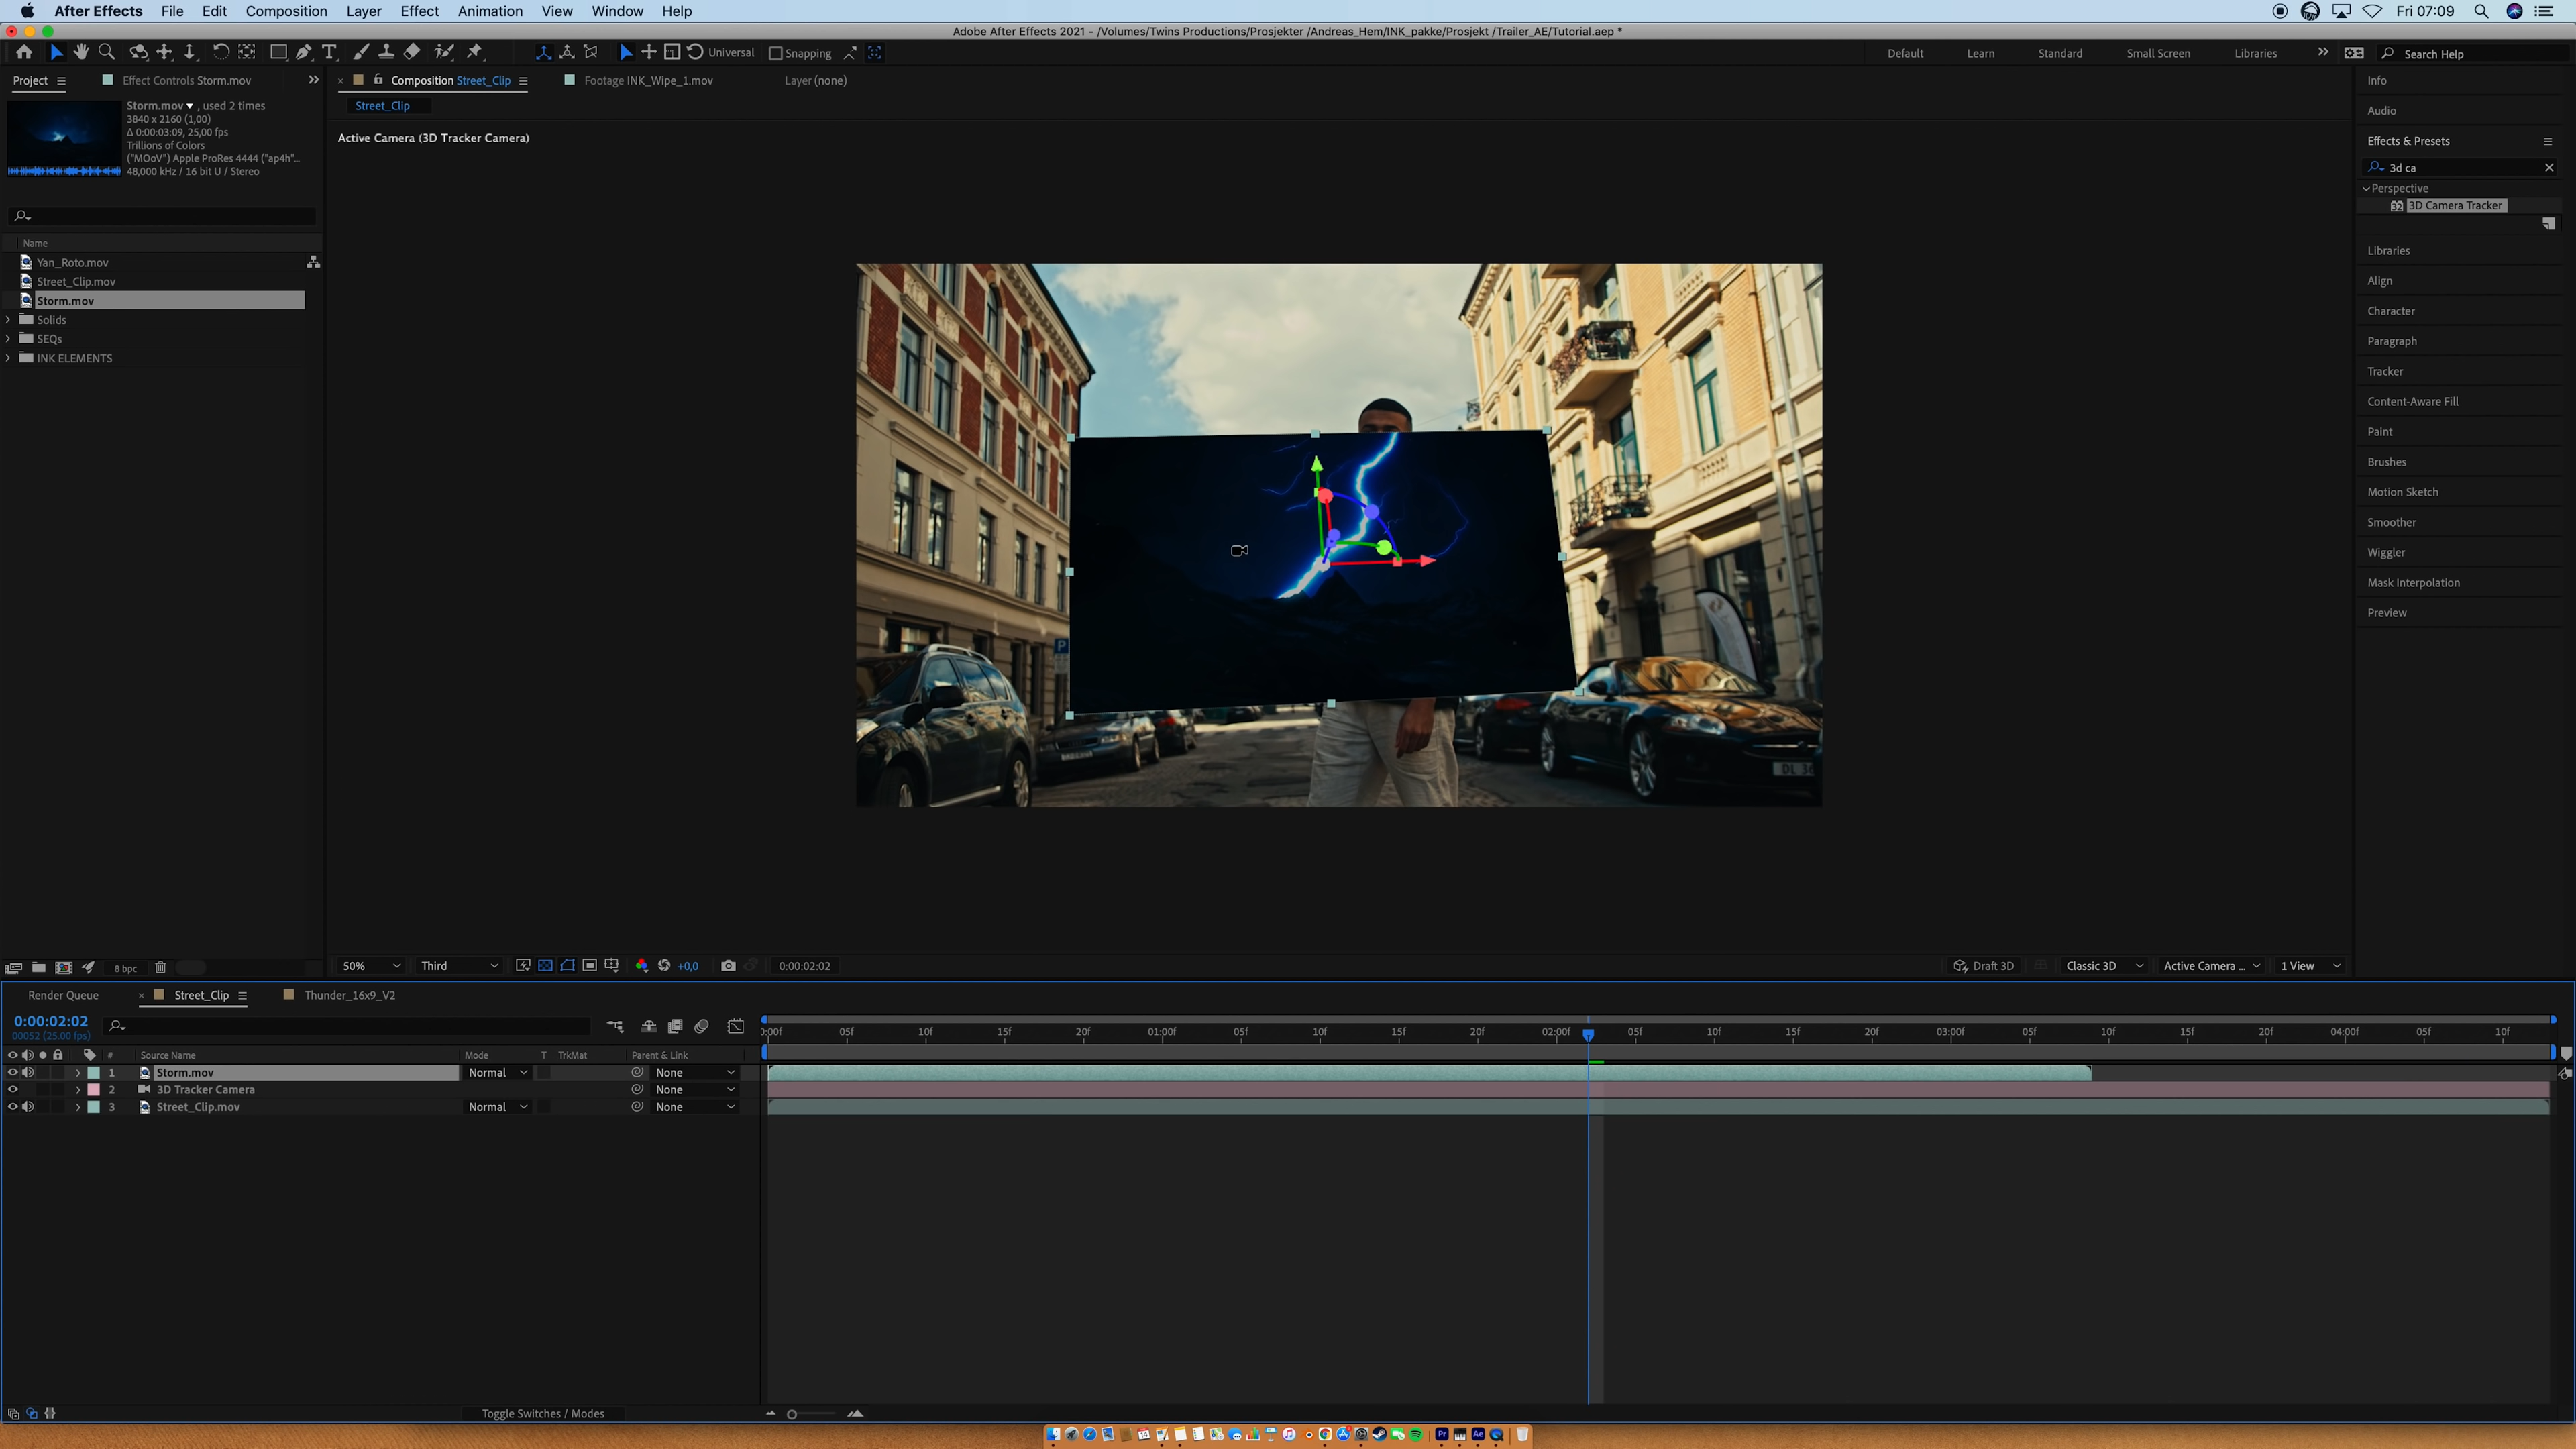 After Effects File Edit Composition Layer Effect Animation View Window Help Fri 07:09
Adobe After Effects 2021 - /Volumes/Twins Productions/Prosjekter /Andreas_Hem/INK_pakke/Prosjekt /Trailer_AE/Tutorial.aep *
Universal Snapping Default Learn Standard Small Screen Libraries Search Help
Project Effect Controls Storm.mov Composition Street_Clip Footage INK_Wipe_1.mov Layer (none) Info
Storm.mov , used 2 times
3840 x 2160 (1,00)
Δ 0:00:03:09, 25,00 fps
Trillions of Colors
("MOoV") Apple ProRes 4444 ("ap4h"...
48,000 kHz / 16 bit U / Stereo
Street_Clip
Active Camera (3D Tracker Camera)
Audio
Effects & Presets
3d ca
Perspective
32 3D Camera Tracker
Libraries
Align
Character
Paragraph
Tracker
Content-Aware Fill
Paint
Brushes
Motion Sketch
Smoother
Wiggler
Mask Interpolation
Preview
Name
Yan_Roto.mov
Street_Clip.mov
Storm.mov
Solids
SEQs
INK ELEMENTS
P
8 bpc 50% Third +0,0 0:00:02:02 Draft 3D Classic 3D Active Camera ... 1 View
Render Queue Street_Clip Thunder_16x9_V2
0:00:02:02
00052 (25.00 fps)
:00f 05f 10f 15f 20f 01:00f 05f 10f 15f 20f 02:00f 05f 10f 15f 20f 03:00f 05f 10f 15f 20f 04:00f 05f 10f
# Source Name Mode T TrkMat Parent & Link
1 Storm.mov Normal None
2 3D Tracker Camera None
3 Street_Clip.mov Normal None
Toggle Switches / Modes
14 Pr Ae